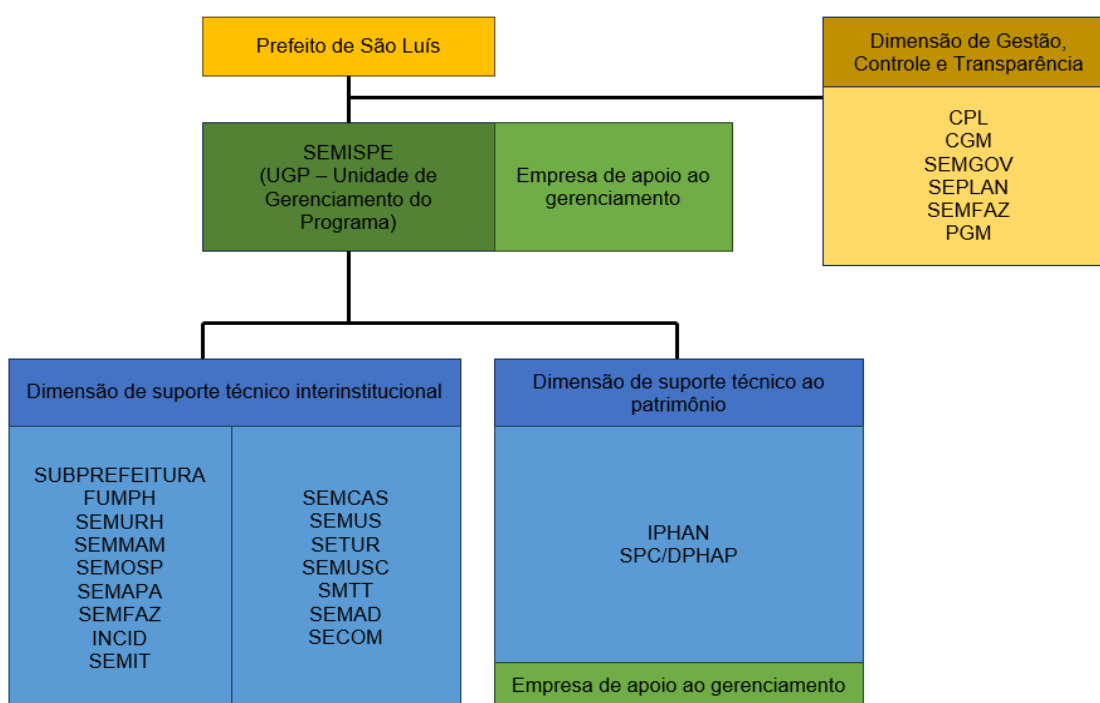 Prefeito de São Luís
Dimensão de Gestão,
Controle e Transparência
CPL
CGM
SEMGOV
SEPLAN
SEMFAZ
PGM
SEMISPE
(UGP – Unidade de
Gerenciamento do
Programa)
Empresa de apoio ao
gerenciamento
Dimensão de suporte técnico interinstitucional
SUBPREFEITURA
FUMPH
SEMURH
SEMMAM
SEMOSP
SEMAPA
SEMFAZ
INCID
SEMIT
SEMCAS
SEMUS
SETUR
SEMUSC
SMTT
SEMAD
SECOM
Dimensão de suporte técnico ao
patrimônio
IPHAN
SPC/DPHAP
Empresa de apoio ao gerenciamento